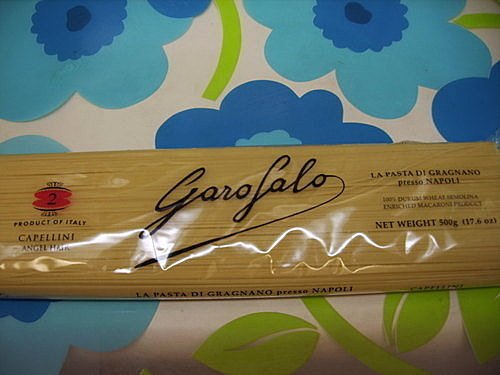 Garofalo
2
PRODUCT OF ITALY
CAPELLINI
ANGEL HAIR
LA PASTA DI GRAGNANO
presso NAPOLI
100% DURUM WHEAT SEMOLINA
ENRICHED MACARONI PRODUCT
NET WEIGHT 500g (17.6 oz)
LA PASTA DI GRAGNANO presso NAPOLI
CAPELLINI